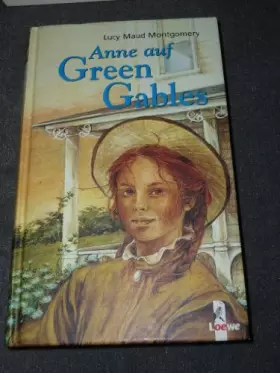 Lucy Maud Montgomery
Anne auf
Green
Gables
Loewe